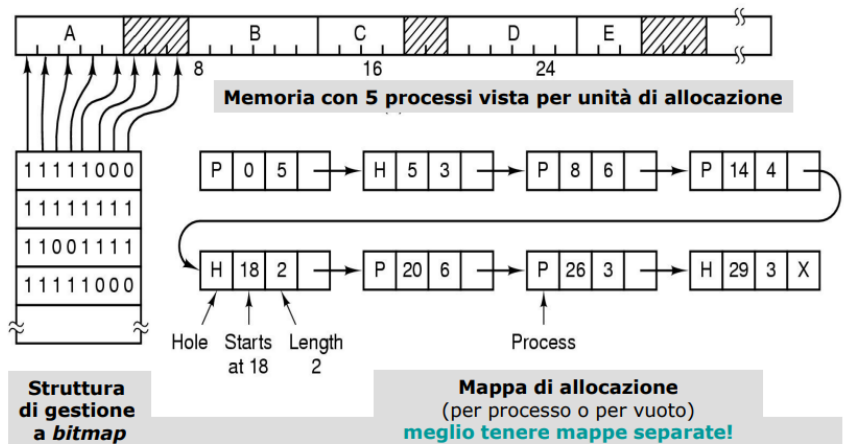 A B C D E
8 16 24
Memoria con 5 processi vista per unità di allocazione
11111000
11111111
11001111
11111000
P 0 5 H 5 3 P 8 6 P 14 4
H 18 2 P 20 6 P 26 3 H 29 3 X
Hole Starts at 18 Length 2 Process
Struttura
di gestione
a bitmap
Mappa di allocazione
(per processo o per vuoto)
meglio tenere mappe separate!